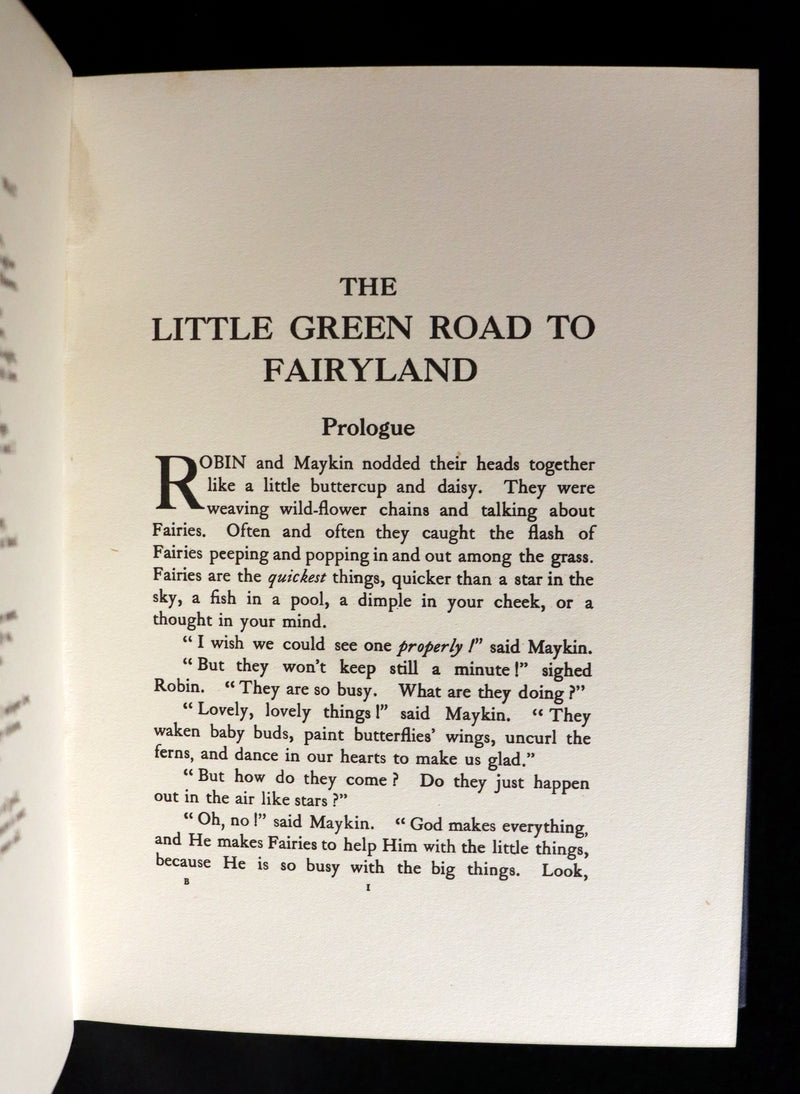 THE
LITTLE GREEN ROAD TO
FAIRYLAND
Prologue
ROBIN and Maykin nodded their heads together
like a little buttercup and daisy. They were
weaving wild-flower chains and talking about
Fairies. Often and often they caught the flash of
Fairies peeping and popping in and out among the grass.
Fairies are the quickest things, quicker than a star in the
sky, a fish in a pool, a dimple in your cheek, or a
thought in your mind.
“ I wish we could see one properly !” said Maykin.
“ But they won’t keep still a minute !” sighed
Robin. “ They are so busy. What are they doing ?”
“ Lovely, lovely things !” said Maykin. “ They
waken baby buds, paint butterflies’ wings, uncurl the
ferns, and dance in our hearts to make us glad.”
“ But how do they come ? Do they just happen
out in the air like stars ?”
“ Oh, no !” said Maykin. “ God makes everything,
and He makes Fairies to help Him with the little things,
because He is so busy with the big things. Look,
B 1